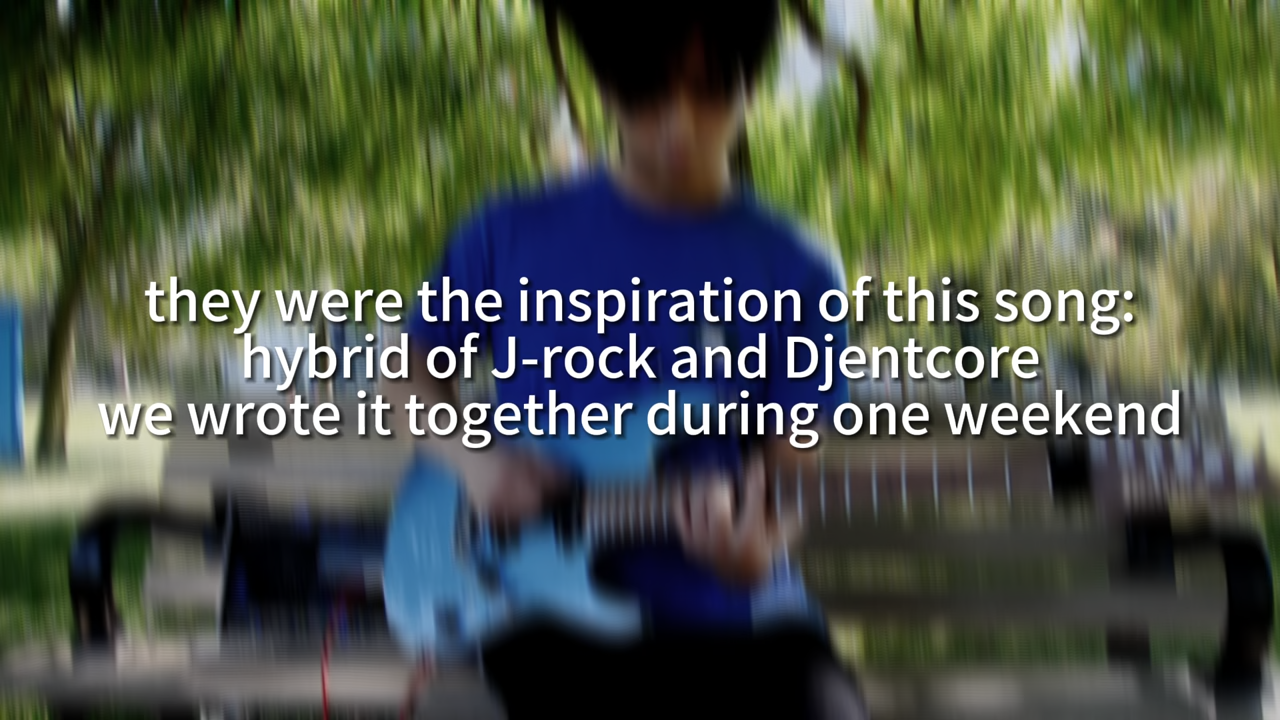 they were the inspiration of this song:
hybrid of J-rock and Djentcore
we wrote it together during one weekend